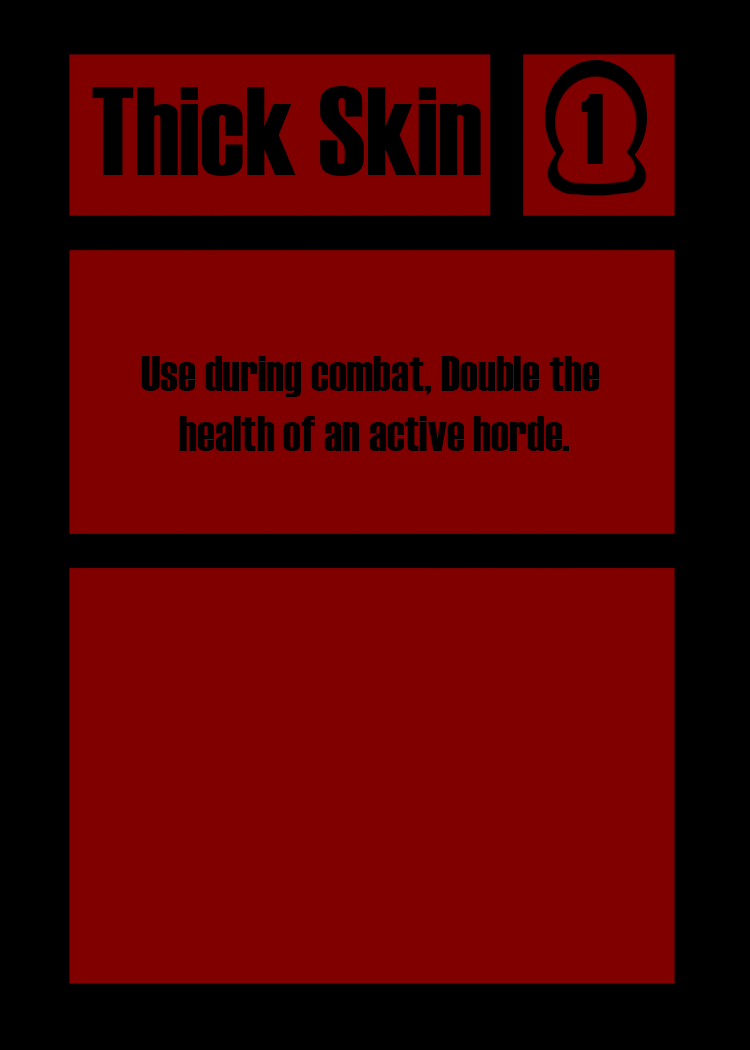 Thick Skin
1
Use during combat, Double the
health of an active horde.